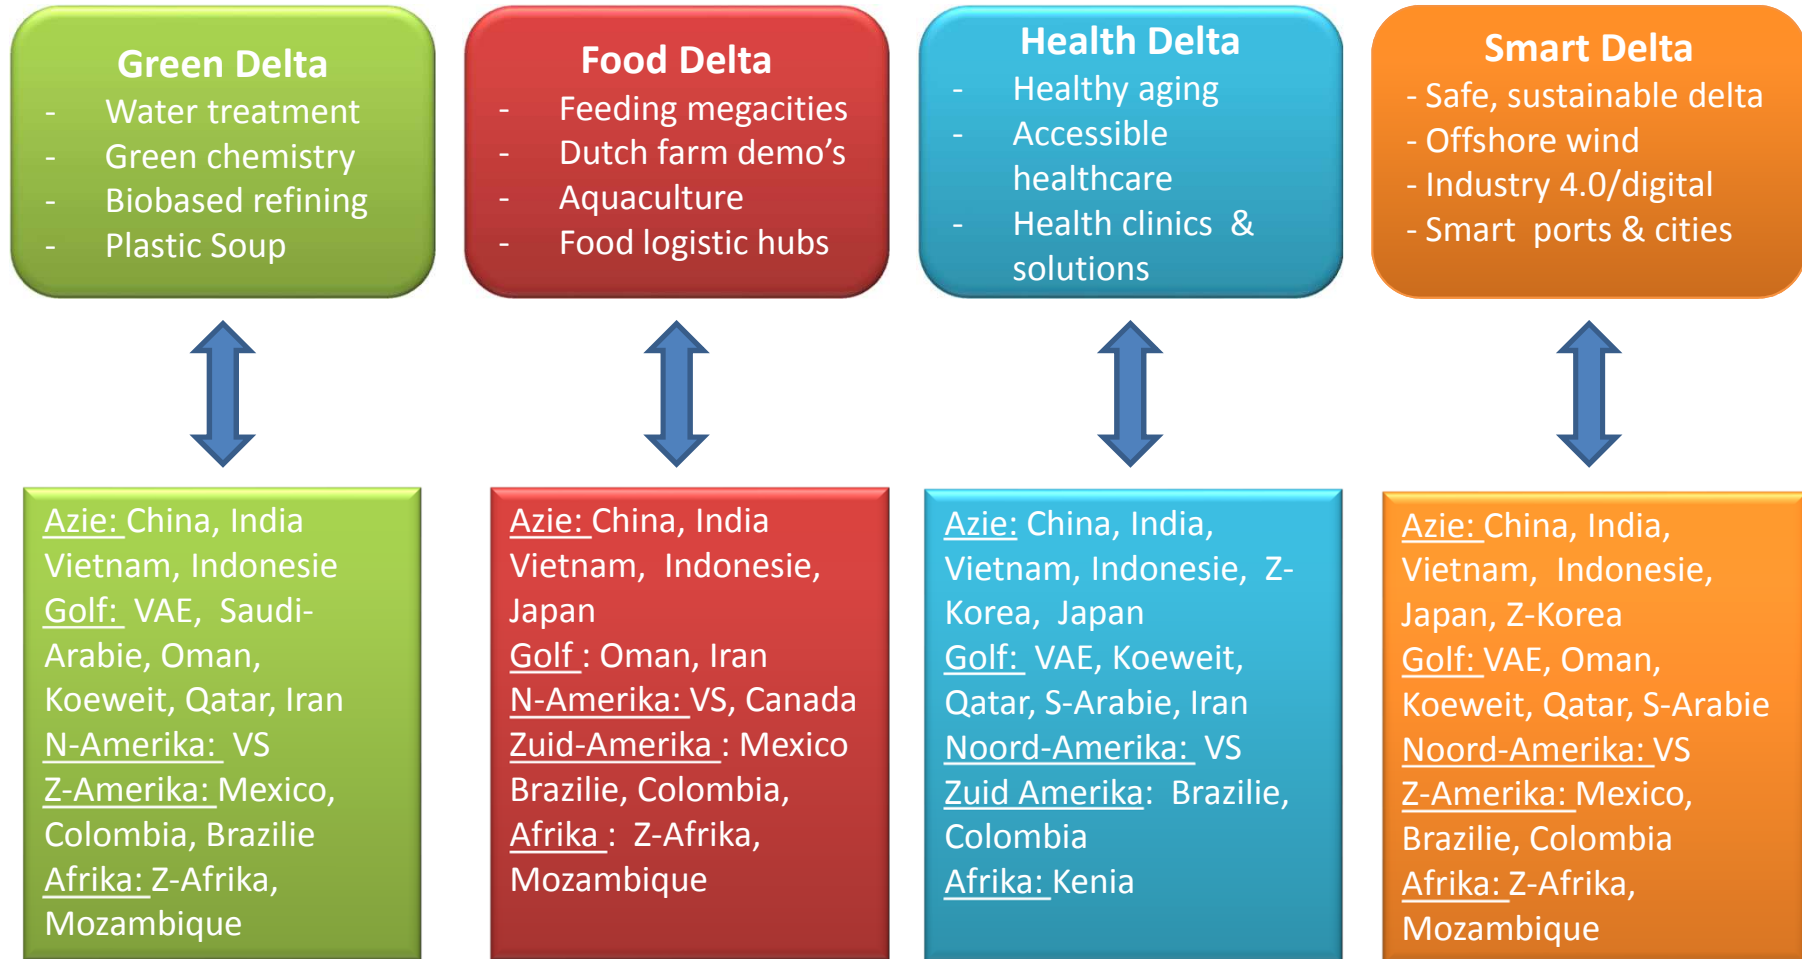 Green Delta
- Water treatment
- Green chemistry
- Biobased refining
- Plastic Soup
Food Delta
- Feeding megacities
- Dutch farm demo’s
- Aquaculture
- Food logistic hubs
Health Delta
- Healthy aging
- Accessible
healthcare
- Health clinics &
solutions
Smart Delta
- Safe, sustainable delta
- Offshore wind
- Industry 4.0/digital
- Smart ports & cities
Azie: China, India
Vietnam, Indonesie
Golf: VAE, Saudi-
Arabie, Oman,
Koeweit, Qatar, Iran
N-Amerika: VS
Z-Amerika: Mexico,
Colombia, Brazilie
Afrika: Z-Afrika,
Mozambique
Azie: China, India
Vietnam, Indonesie,
Japan
Golf : Oman, Iran
N-Amerika: VS, Canada
Zuid-Amerika : Mexico
Brazilie, Colombia,
Afrika : Z-Afrika,
Mozambique
Azie: China, India,
Vietnam, Indonesie, Z-
Korea, Japan
Golf: VAE, Koeweit,
Qatar, S-Arabie, Iran
Noord-Amerika: VS
Zuid Amerika: Brazilie,
Colombia
Afrika: Kenia
Azie: China, India,
Vietnam, Indonesie,
Japan, Z-Korea
Golf: VAE, Oman,
Koeweit, Qatar, S-Arabie
Noord-Amerika: VS
Z-Amerika: Mexico,
Brazilie, Colombia
Afrika: Z-Afrika,
Mozambique